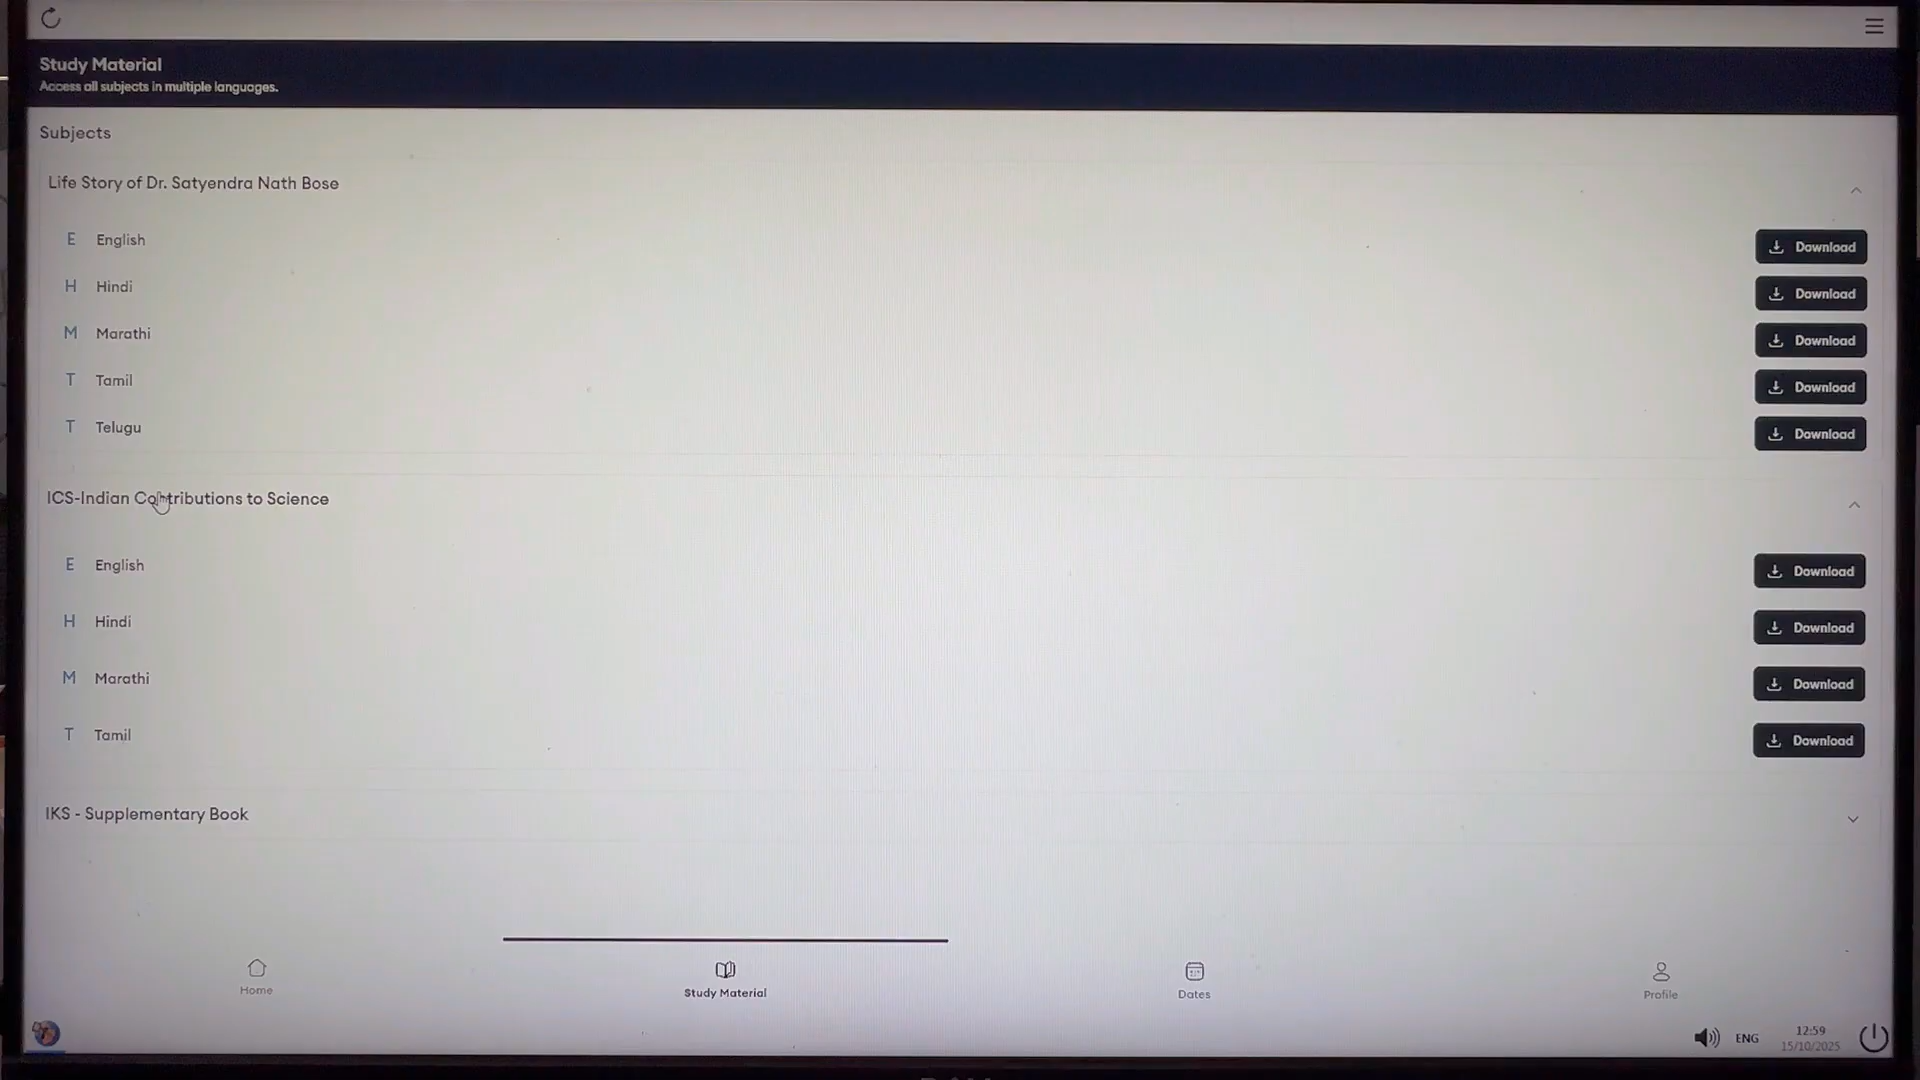 Study Material
Access all subjects in multiple languages.
Subjects
Life Story of Dr. Satyendra Nath Bose
E English Download
H Hindi Download
M Marathi Download
T Tamil Download
T Telugu Download
ICS-Indian Contributions to Science
E English Download
H Hindi Download
M Marathi Download
T Tamil Download
IKS - Supplementary Book
Home
Study Material
Dates
Profile
ENG
12:59
15/10/2025